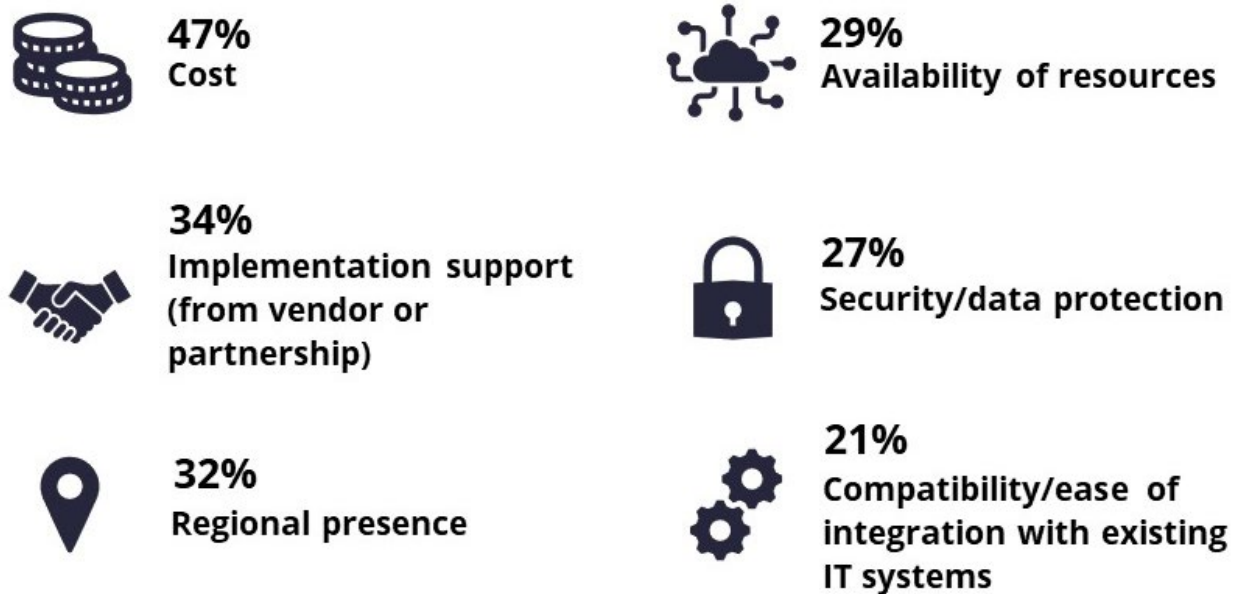 47%
Cost
34%
Implementation support
(from vendor or
partnership)
32%
Regional presence
29%
Availability of resources
27%
Security/data protection
21%
Compatibility/ease of
integration with existing
IT systems